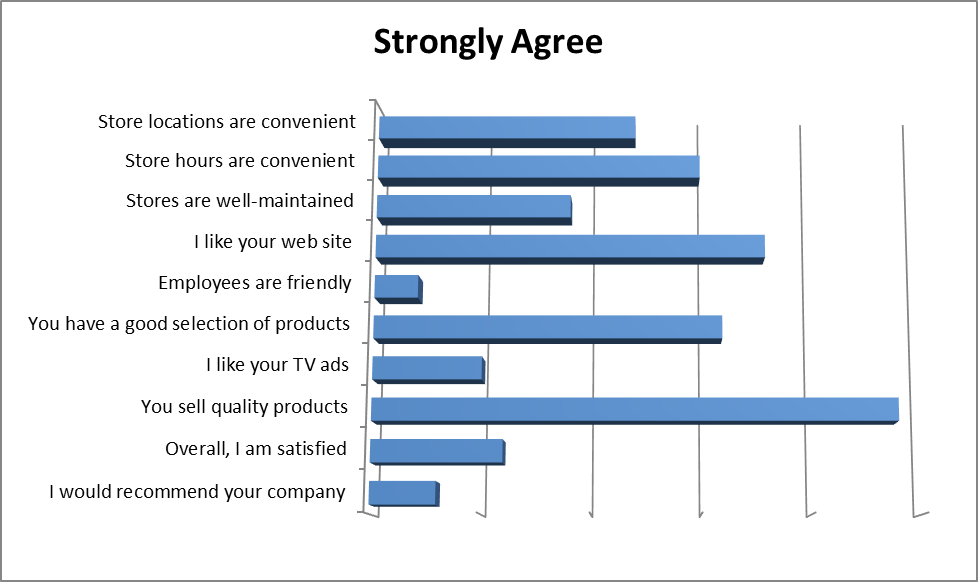 Strongly Agree
Store locations are convenient
Store hours are convenient
Stores are well-maintained
I like your web site
Employees are friendly
You have a good selection of products
I like your TV ads
You sell quality products
Overall, I am satisfied
I would recommend your company